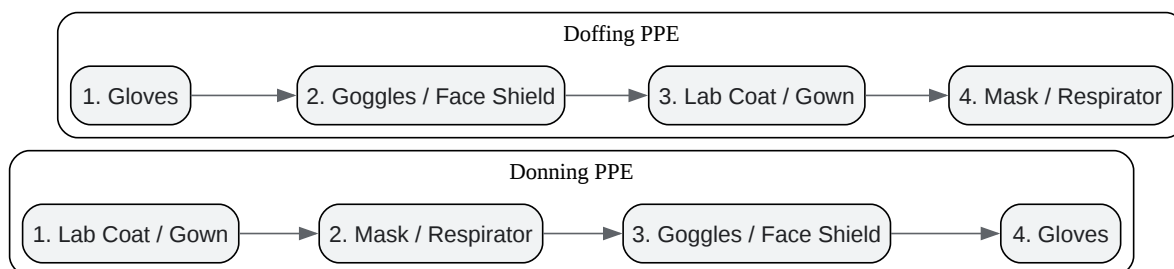 Doffing PPE
1. Gloves
2. Goggles / Face Shield
3. Lab Coat / Gown
4. Mask / Respirator
Donning PPE
1. Lab Coat / Gown
2. Mask / Respirator
3. Goggles / Face Shield
4. Gloves